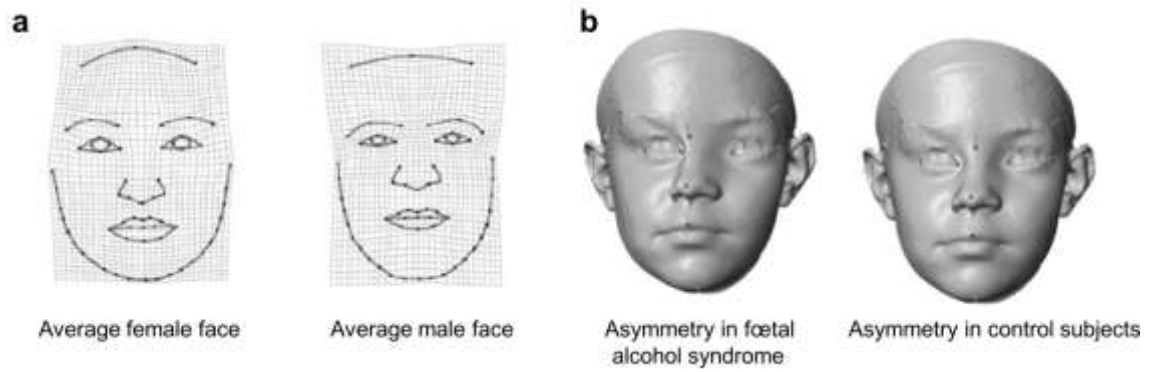 a
b
Average female face
Average male face
Asymmetry in fœtal
alcohol syndrome
Asymmetry in control subjects